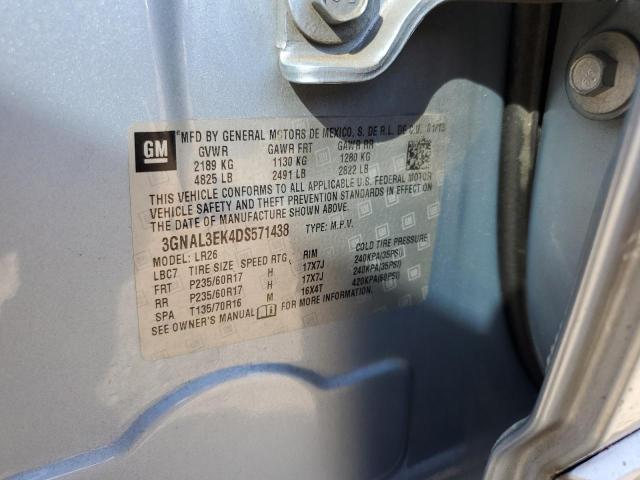 GM
MFD BY GENERAL MOTORS DE MEXICO, S. DE R.L. DE C.V. 01/13
GVWR GAWR FRT GAWR RR
2189 KG 1130 KG 1280 KG
4825 LB 2491 LB 2822 LB
THIS VEHICLE CONFORMS TO ALL APPLICABLE U.S. FEDERAL MOTOR
VEHICLE SAFETY AND THEFT PREVENTION STANDARDS IN EFFECT ON THE DATE OF
MANUFACTURE SHOWN ABOVE.
3GNAL3EK4DS571438 TYPE: M.P.V.
MODEL: LR26
LBC7 TIRE SIZE SPEED RTG RIM COLD TIRE PRESSURE
FRT P235/60R17 H 17X7J 240KPA(35PSI)
RR P235/60R17 H 17X7J 240KPA(35PSI)
SPA T135/70R16 M 16X4T 420KPA(60PSI)
SEE OWNER'S MANUAL FOR MORE INFORMATION.